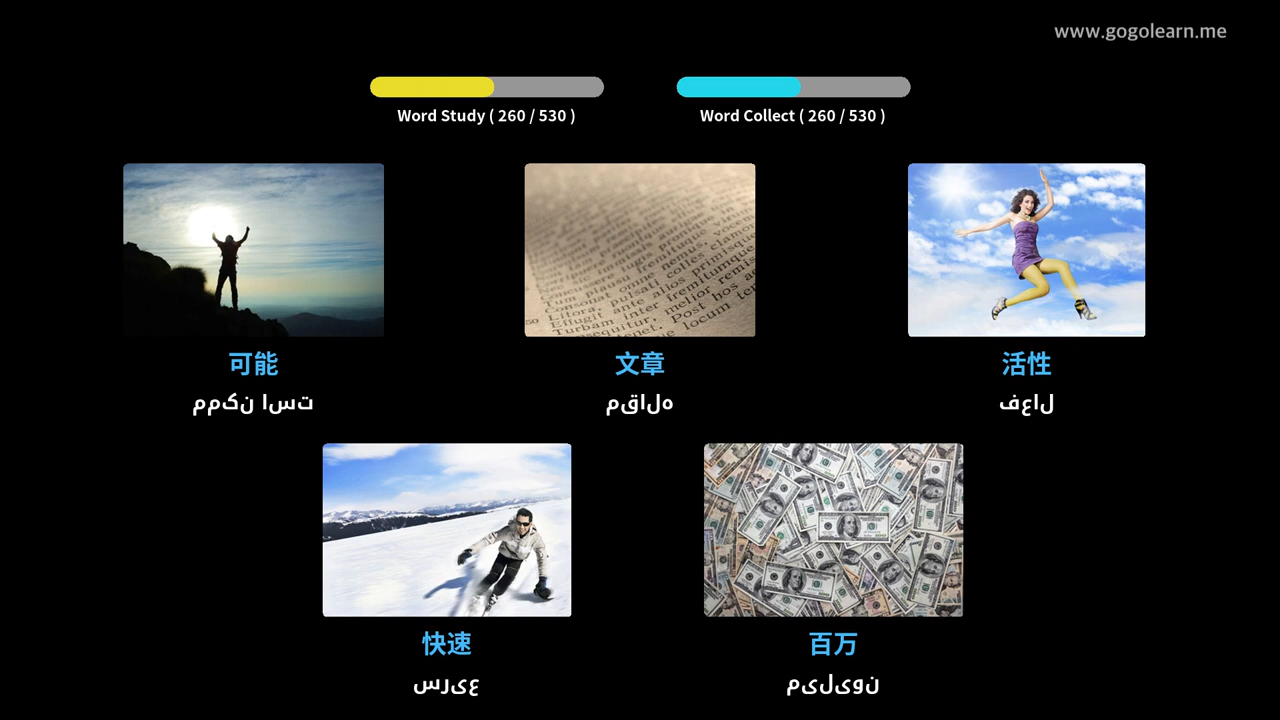 www.gogolearn.me
Word Study ( 260 / 530 )
Word Collect ( 260 / 530 )
可能
ممکن است
文章
مقاله
活性
فعال
快速
سریع
百万
میلیون